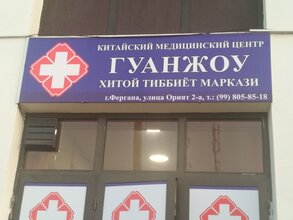 КИТАЙСКИЙ МЕДИЦИНСКИЙ ЦЕНТР
ГУАНЖОУ
ХИТОЙ ТИББИЁТ МАРКАЗИ
г.Фергана, улица Орият 2-а, т.: (99) 805-85-18